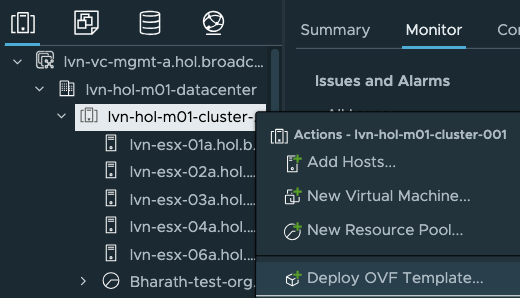 Summary Monitor Co
lvn-vc-mgmt-a.hol.broadc...
lvn-hol-m01-datacenter
Issues and Alarms
lvn-hol-m01-cluster-
Actions - lvn-hol-m01-cluster-001
lvn-esx-01a.hol.b
Add Hosts...
lvn-esx-02a.hol....
New Virtual Machine...
lvn-esx-03a.hol....
New Resource Pool...
lvn-esx-04a.hol....
lvn-esx-06a.hol....
Bharath-test-org
Deploy OVF Template...